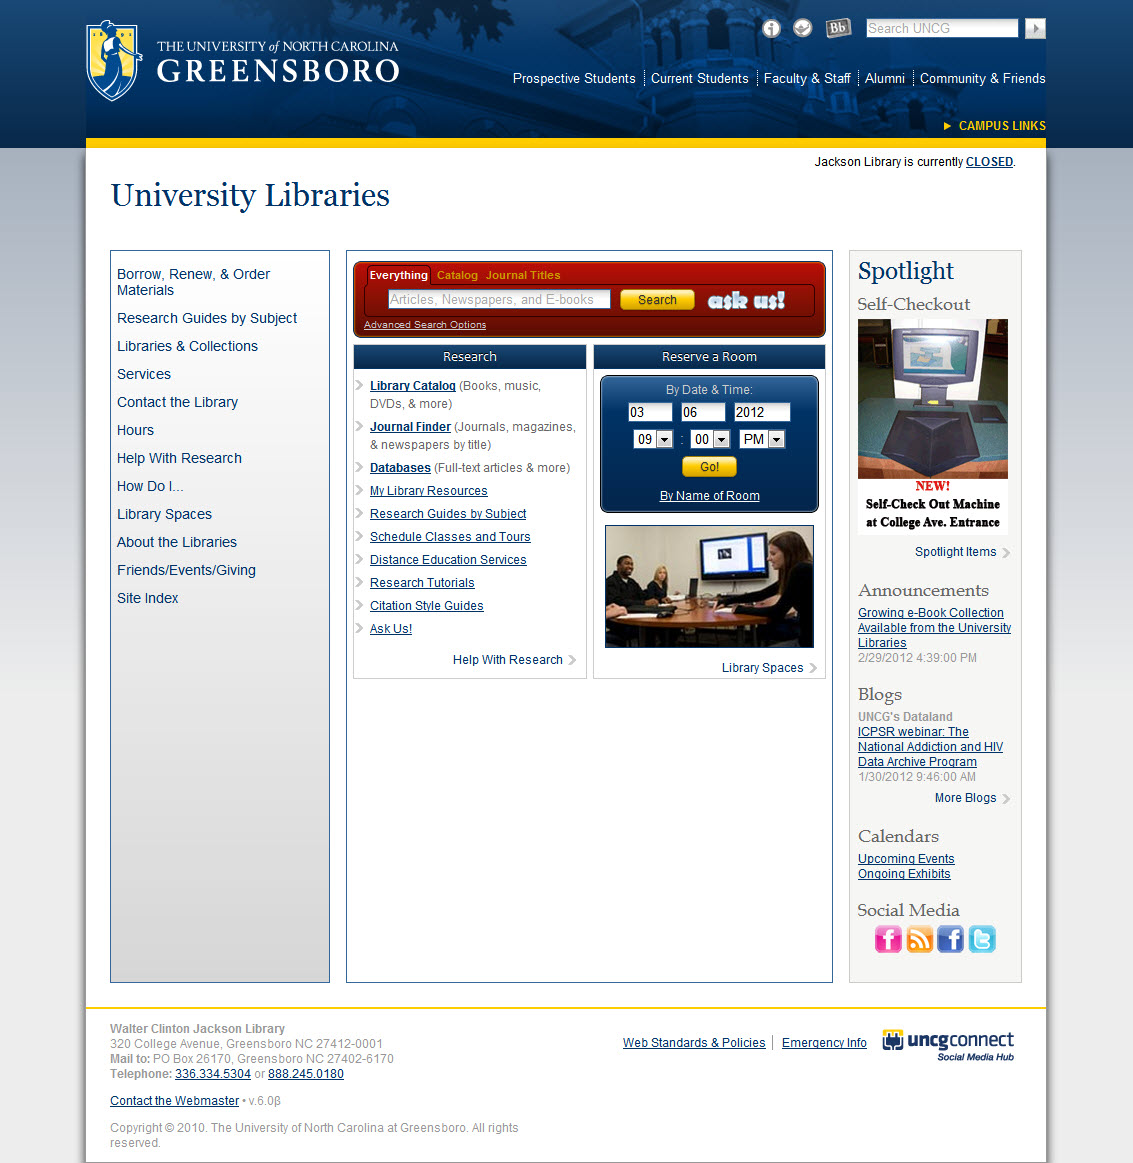 THE UNIVERSITY of NORTH CAROLINA
GREENSBORO
Bb
Search UNCG
Prospective Students
Current Students
Faculty & Staff
Alumni
Community & Friends
CAMPUS LINKS
Jackson Library is currently CLOSED.
University Libraries
Borrow, Renew, & Order
Materials
Research Guides by Subject
Libraries & Collections
Services
Contact the Library
Hours
Help With Research
How Do I...
Library Spaces
About the Libraries
Friends/Events/Giving
Site Index
Everything Catalog Journal Titles
Articles, Newspapers, and E-books
Search
ask us!
Advanced Search Options
Research
Library Catalog (Books, music,
DVDs, & more)
Journal Finder (Journals, magazines,
& newspapers by title)
Databases (Full-text articles & more)
My Library Resources
Research Guides by Subject
Schedule Classes and Tours
Distance Education Services
Research Tutorials
Citation Style Guides
Ask Us!
Help With Research
Reserve a Room
By Date & Time:
03 06 2012
09 : 00 PM
Go!
By Name of Room
Library Spaces
Spotlight
Self-Checkout
NEW!
Self-Check Out Machine
at College Ave. Entrance
Spotlight Items
Announcements
Growing e-Book Collection
Available from the University
Libraries
2/29/2012 4:39:00 PM
Blogs
UNCG's Dataland
ICPSR webinar: The
National Addiction and HIV
Data Archive Program
1/30/2012 9:46:00 AM
More Blogs
Calendars
Upcoming Events
Ongoing Exhibits
Social Media
Walter Clinton Jackson Library
320 College Avenue, Greensboro NC 27412-0001
Mail to: PO Box 26170, Greensboro NC 27402-6170
Telephone: 336.334.5304 or 888.245.0180
Contact the Webmaster • v.6.0β
Copyright © 2010. The University of North Carolina at Greensboro. All rights
reserved.
Web Standards & Policies
Emergency Info
uncgconnect
Social Media Hub